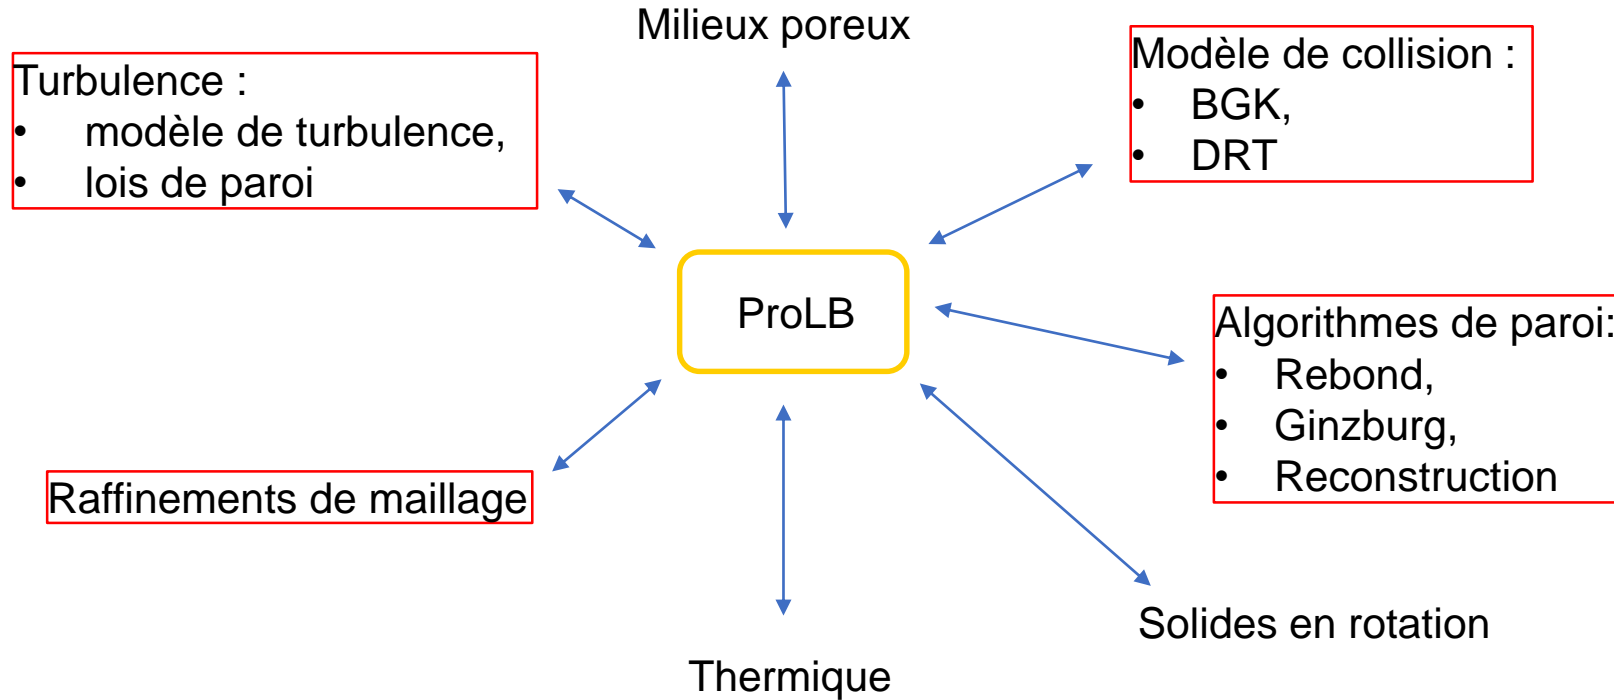 Milieux poreux
Turbulence :
• modèle de turbulence,
• lois de paroi
Modèle de collision :
• BGK,
• DRT
ProLB
Algorithmes de paroi:
• Rebond,
• Ginzburg,
• Reconstruction
Raffinements de maillage
Solides en rotation
Thermique